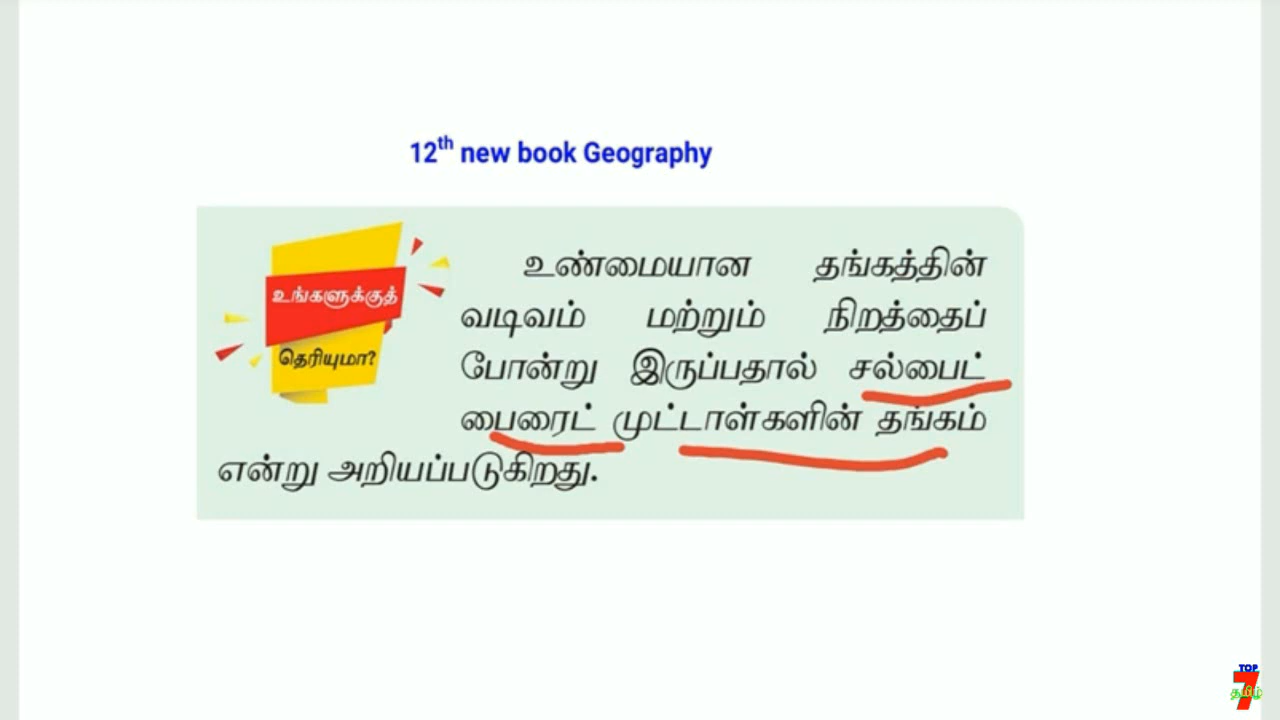 12th new book Geography
உங்களுக்குத்
தெரியுமா?
உண்மையான தங்கத்தின்
வடிவம் மற்றும் நிறத்தைப்
போன்று இருப்பதால் சல்பைட்
பைரைட் முட்டாள்களின் தங்கம்
என்று அறியப்படுகிறது.
TOP
7
தமிழ்